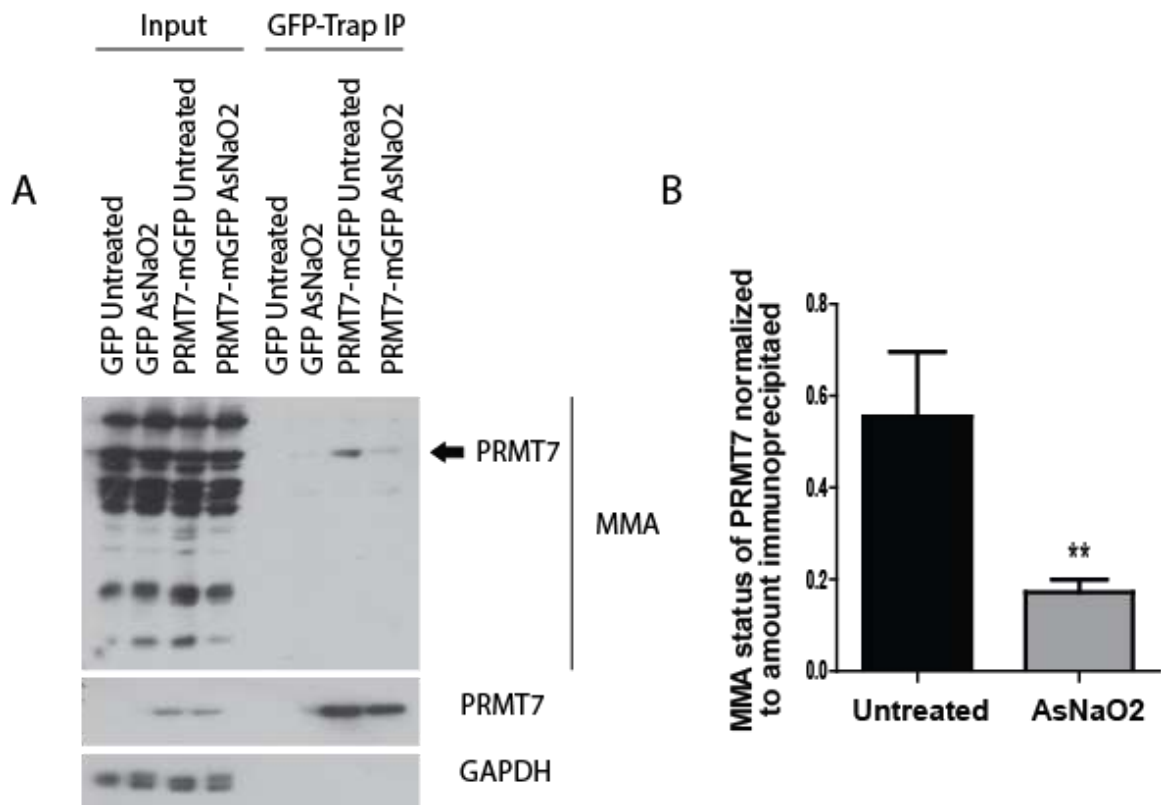 Input GFP-Trap IP
A
GFP Untreated
GFP AsNaO2
PRMT7-mGFP Untreated
PRMT7-mGFP AsNaO2
GFP Untreated
GFP AsNaO2
PRMT7-mGFP Untreated
PRMT7-mGFP AsNaO2
PRMT7
MMA
PRMT7
GAPDH
B
MMA status of PRMT7 normalized
to amount immunoprecipitaed
0.8
0.6
0.4
0.2
0.0
**
Untreated AsNaO2